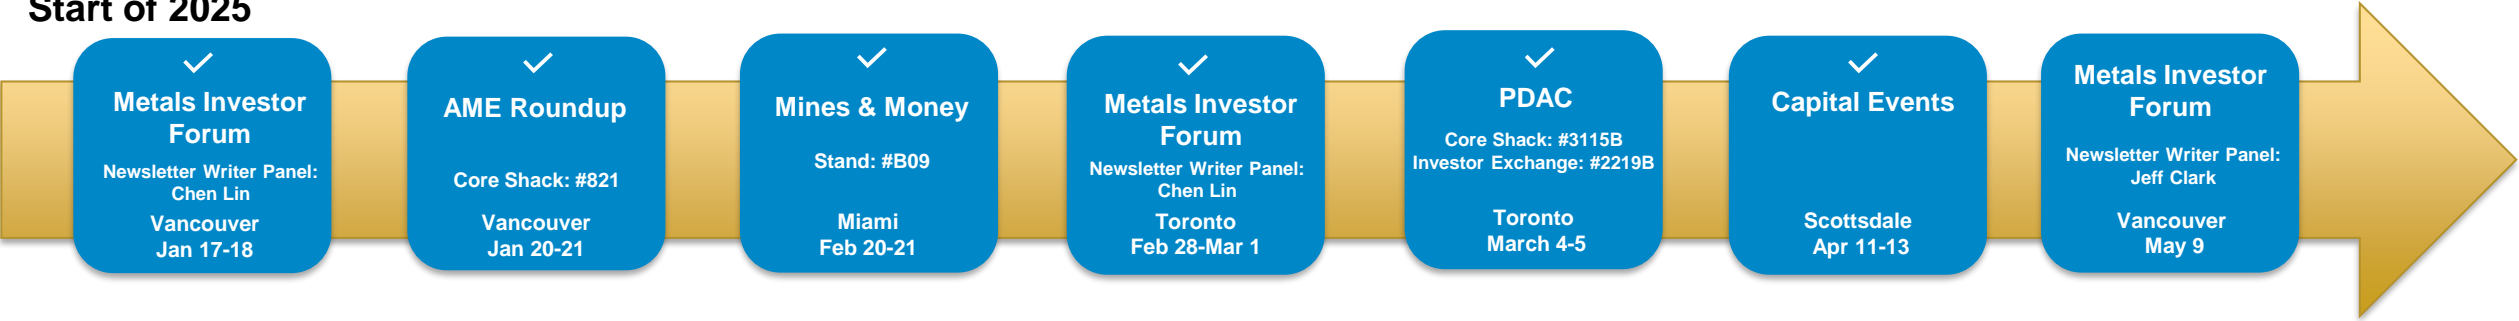 Start of 2025
Metals Investor
Forum
Newsletter Writer Panel:
Chen Lin
Vancouver
Jan 17-18
AME Roundup
Core Shack: #821
Vancouver
Jan 20-21
Mines & Money
Stand: #B09
Miami
Feb 20-21
Metals Investor
Forum
Newsletter Writer Panel:
Chen Lin
Toronto
Feb 28-Mar 1
PDAC
Core Shack: #3115B
Investor Exchange: #2219B
Toronto
March 4-5
Capital Events
Scottsdale
Apr 11-13
Metals Investor
Forum
Newsletter Writer Panel:
Jeff Clark
Vancouver
May 9